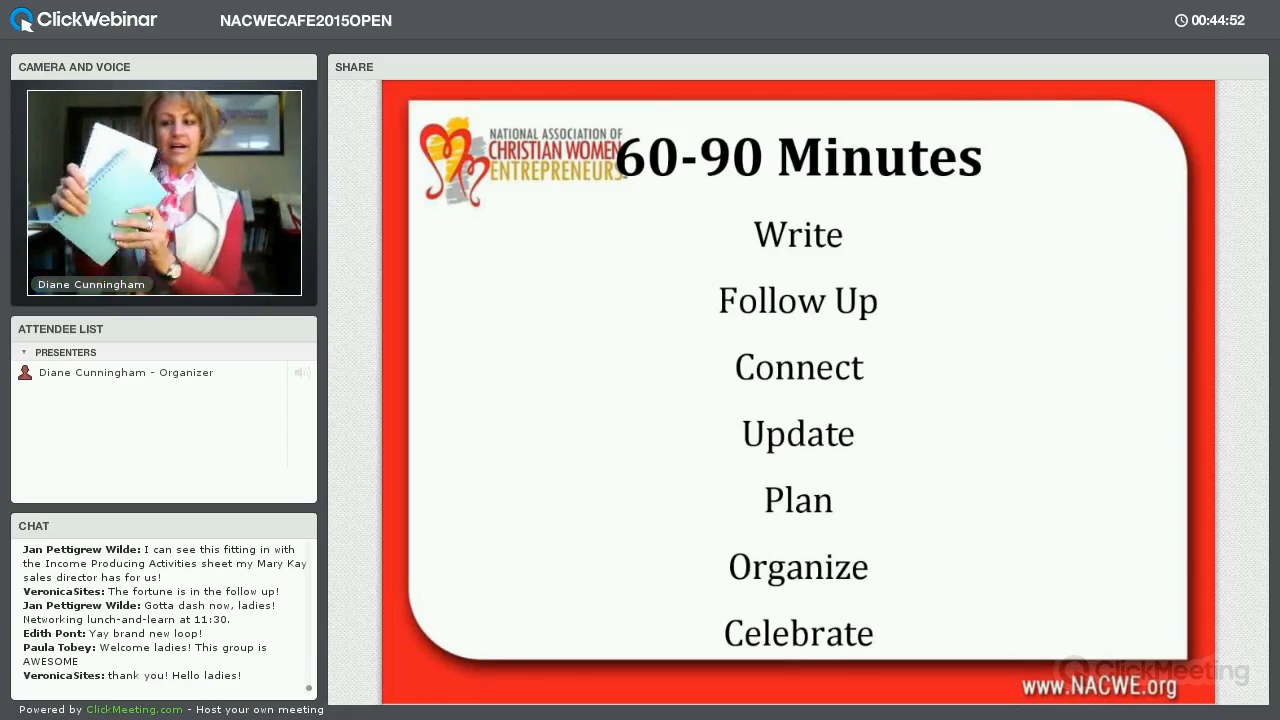 ClickWebinar
NACWECAFE2015OPEN
00:44:52
CAMERA AND VOICE
Diane Cunningham
ATTENDEE LIST
PRESENTERS
Diane Cunningham - Organizer
CHAT
Jan Pettigrew Wilde: I can see this fitting in with
the Income Producing Activities sheet my Mary Kay
sales director has for us.
Veronica Sites: The fortune is in the follow up!
Jan Pettigrew Wilde: Gotta dash now, ladies!
Networking lunch-and-learn at 11:30.
Edith Pont: Yay brand new loop!
Welcome ladies! This group is
AWESOME
Veronica Sites: thank you! Hello ladies!
Powered by ClickMeeting.com - Host your own meeting
SHARE
NATIONAL ASSOCIATION OF
CHRISTIAN WOMEN
ENTREPRENEURS
60-90 Minutes
Write
Follow Up
Connect
Update
Plan
Organize
Celebrate
ClickMeeting
www.NACWE.org